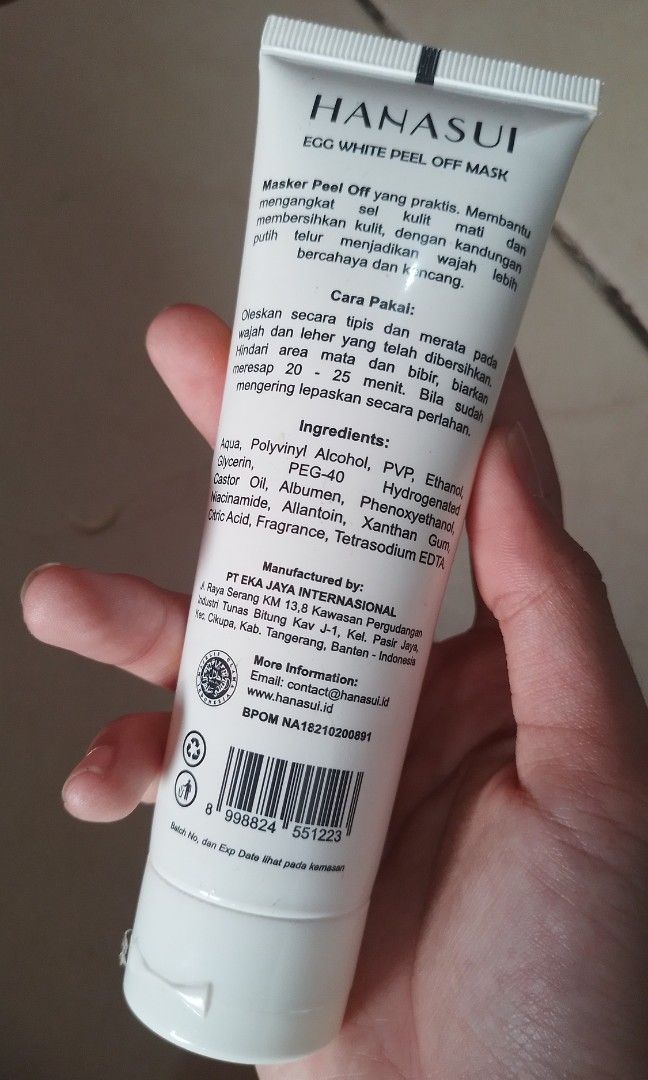 HANASUI
EGG WHITE PEEL OFF MASK
Masker Peel Off yang praktis. Membantu
mengangkat sel kulit mati dan
membersihkan kulit, dengan kandungan
putih telur menjadikan wajah lebih
bercahaya dan kencang.
Cara Pakai:
Oleskan secara tipis dan merata pada
wajah dan leher yang telah dibersihkan.
Hindari area mata dan bibir, biarkan
meresap 20 - 25 menit. Bila sudah
mengering lepaskan secara perlahan.
Ingredients:
Aqua, Polyvinyl Alcohol, PVP, Ethanol,
Glycerin, PEG-40 Hydrogenated
Castor Oil, Albumen, Phenoxyethanol,
Niacinamide, Allantoin, Xanthan Gum,
Citric Acid, Fragrance, Tetrasodium EDTA.
Manufactured by:
PT EKA JAYA INTERNASIONAL
Jl. Raya Serang KM 13,8 Kawasan Pergudangan
Industri Tunas Bitung Kav J-1, Kel. Pasir Jaya,
Kec. Cikupa, Kab. Tangerang, Banten - Indonesia
More Information:
Email: contact@hanasui.id
www.hanasui.id
BPOM NA18210200891
8 998824 551223
Batch No, dan Exp Date lihat pada kemasan